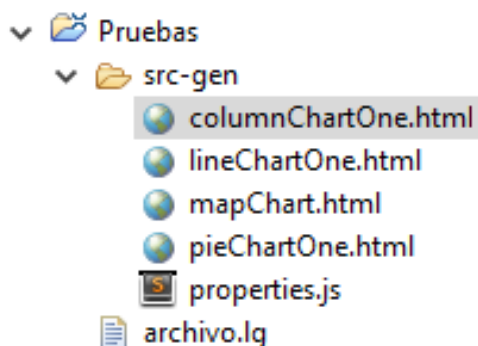 Pruebas
src-gen
columnChartOne.html
lineChartOne.html
mapChart.html
pieChartOne.html
properties.js
archivo.lg